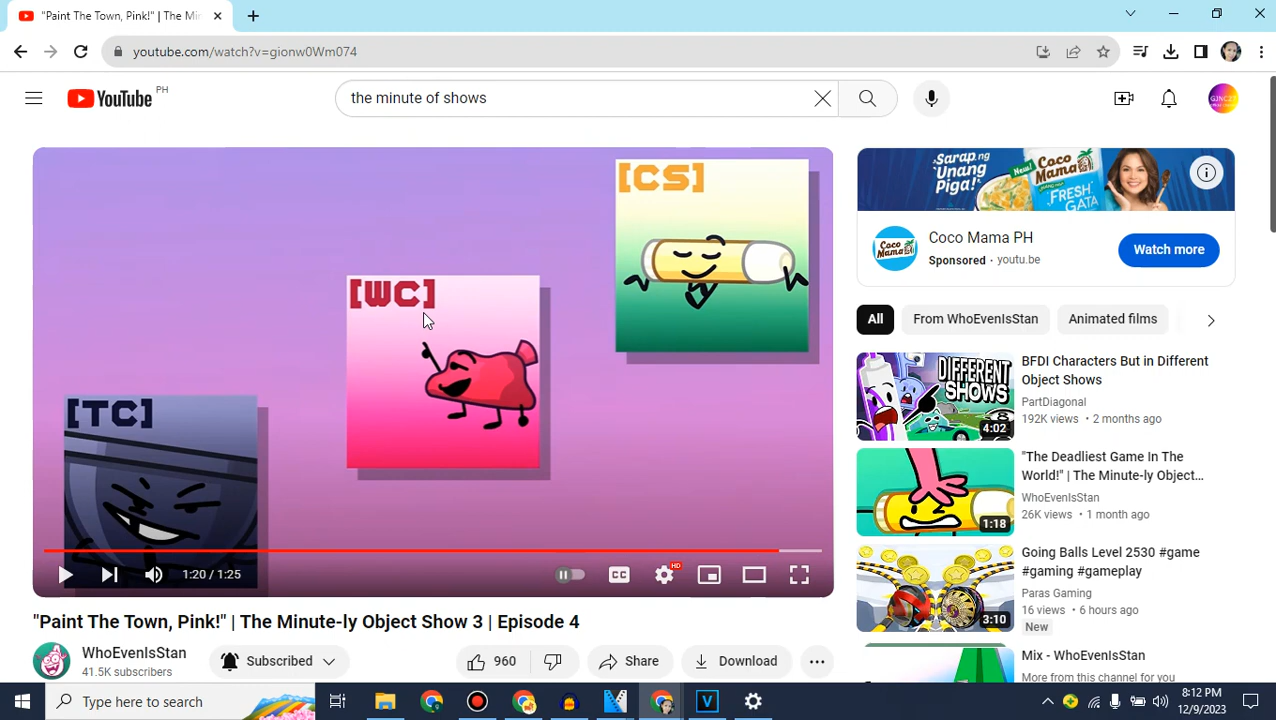 "Paint The Town, Pink!" | The Mi
youtube.com/watch?v=gionw0Wm074
YouTube PH
the minute of shows
GJNCZY
[CS]
[WC]
[TC]
1:20 / 1:25
CC
HD
Sarap ng
Unang
Piga!
New!
Coco
Mama
FRESH
GATA
Coco
Mama
Coco Mama PH
Sponsored • youtu.be
Watch more
All
From WhoEvenIsStan
Animated films
DIFFERENT
SHOWS
4:02
BFDI Characters But in Different
Object Shows
PartDiagonal
192K views • 2 months ago
1:18
"The Deadliest Game In The
World!" | The Minute-ly Object...
WhoEvenIsStan
26K views • 1 month ago
3:10
Going Balls Level 2530 #game
#gaming #gameplay
Paras Gaming
16 views • 6 hours ago
New
Mix - WhoEvenIsStan
More from this channel for you
"Paint The Town, Pink!" | The Minute-ly Object Show 3 | Episode 4
WhoEvenIsStan
41.5K subscribers
Subscribed
960
Share
Download
Type here to search
V
8:12 PM
12/9/2023